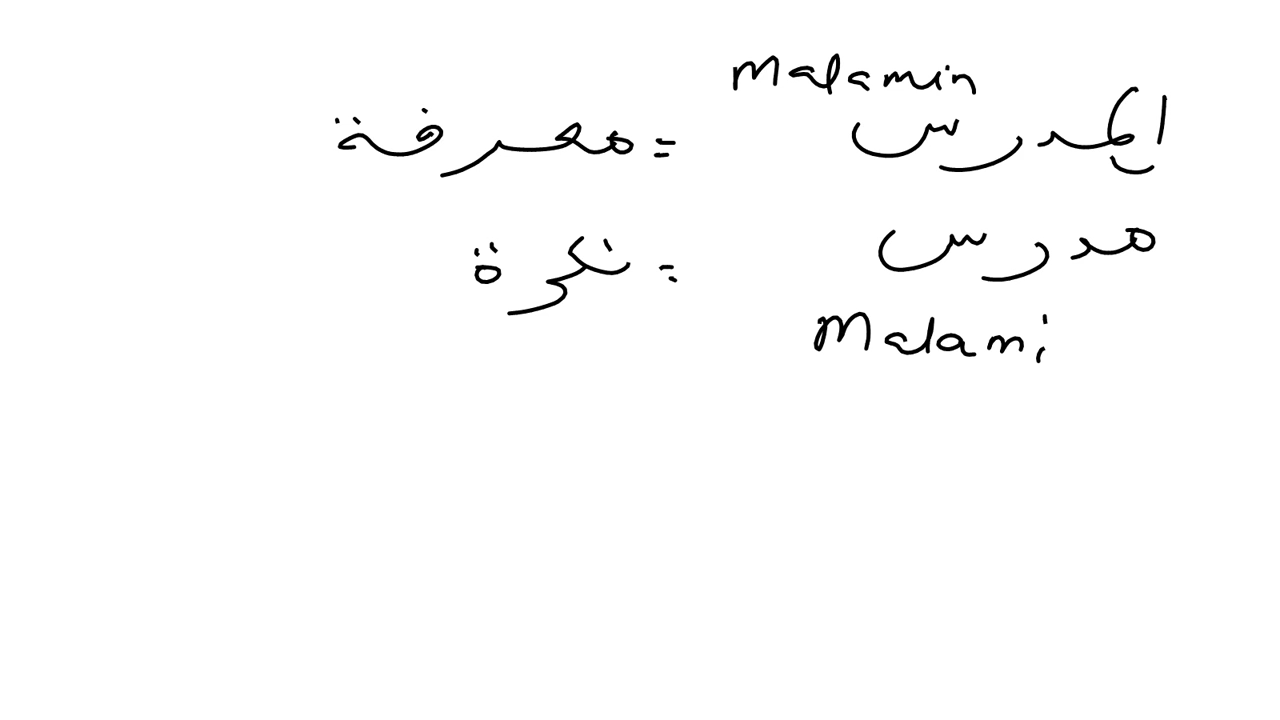 Malamin
المدرس = معرفة
مدرس = نكرة
Malami